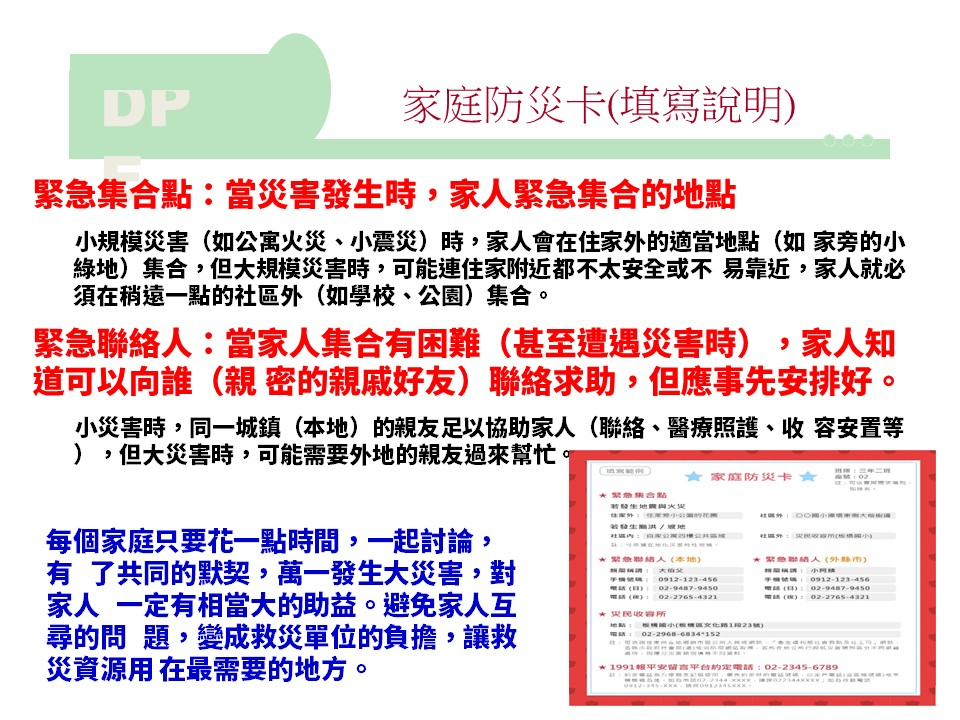 DP
E
家庭防災卡(填寫說明)
緊急集合點：當災害發生時，家人緊急集合的地點
小規模災害（如公寓火災、小震災）時，家人會在住家外的適當地點（如 家旁的小
綠地）集合，但大規模災害時，可能連住家附近都不太安全或不 易靠近，家人就必
須在稍遠一點的社區外（如學校、公園）集合。
緊急聯絡人：當家人集合有困難（甚至遭遇災害時），家人知
道可以向誰（親 密的親戚好友）聯絡求助，但應事先安排好。
小災害時，同一城鎮（本地）的親友足以協助家人（聯絡、醫療照護、收 容安置等
），但大災害時，可能需要外地的親友過來幫忙。
每個家庭只要花一點時間，一起討論，
有 了共同的默契，萬一發生大災害，對
家人 一定有相當大的助益。避免家人互
尋的問 題，變成救災單位的負擔，讓救
災資源用 在最需要的地方。
填寫範例
家庭防災卡
班級：三年二班
座號：02
★ 緊急集合點
若發生地震與火災
住家外： 住家旁小公園的花圃 社區外：
若發生颱洪／坡地
社區內： 自家公寓四樓公共區域 社區外： 災民收容所(板橋國小)
★ 緊急聯絡人 (本地) ★ 緊急聯絡人 (外縣市)
親屬稱謂： 大伯父 親屬稱謂： 小阿姨
手機號碼： 0912-123-456 手機號碼： 0912-123-456
電話 (日)： 02-9487-9450 電話 (日)： 02-9487-9450
電話 (夜)： 02-2765-4321 電話 (夜)： 02-2765-4321
★ 災民收容所
地點： 板橋國小(板橋區文化路1段23號)
電話： 02-2968-6834*152
★ 1991報平安留言平台約定電話：02-2345-6789